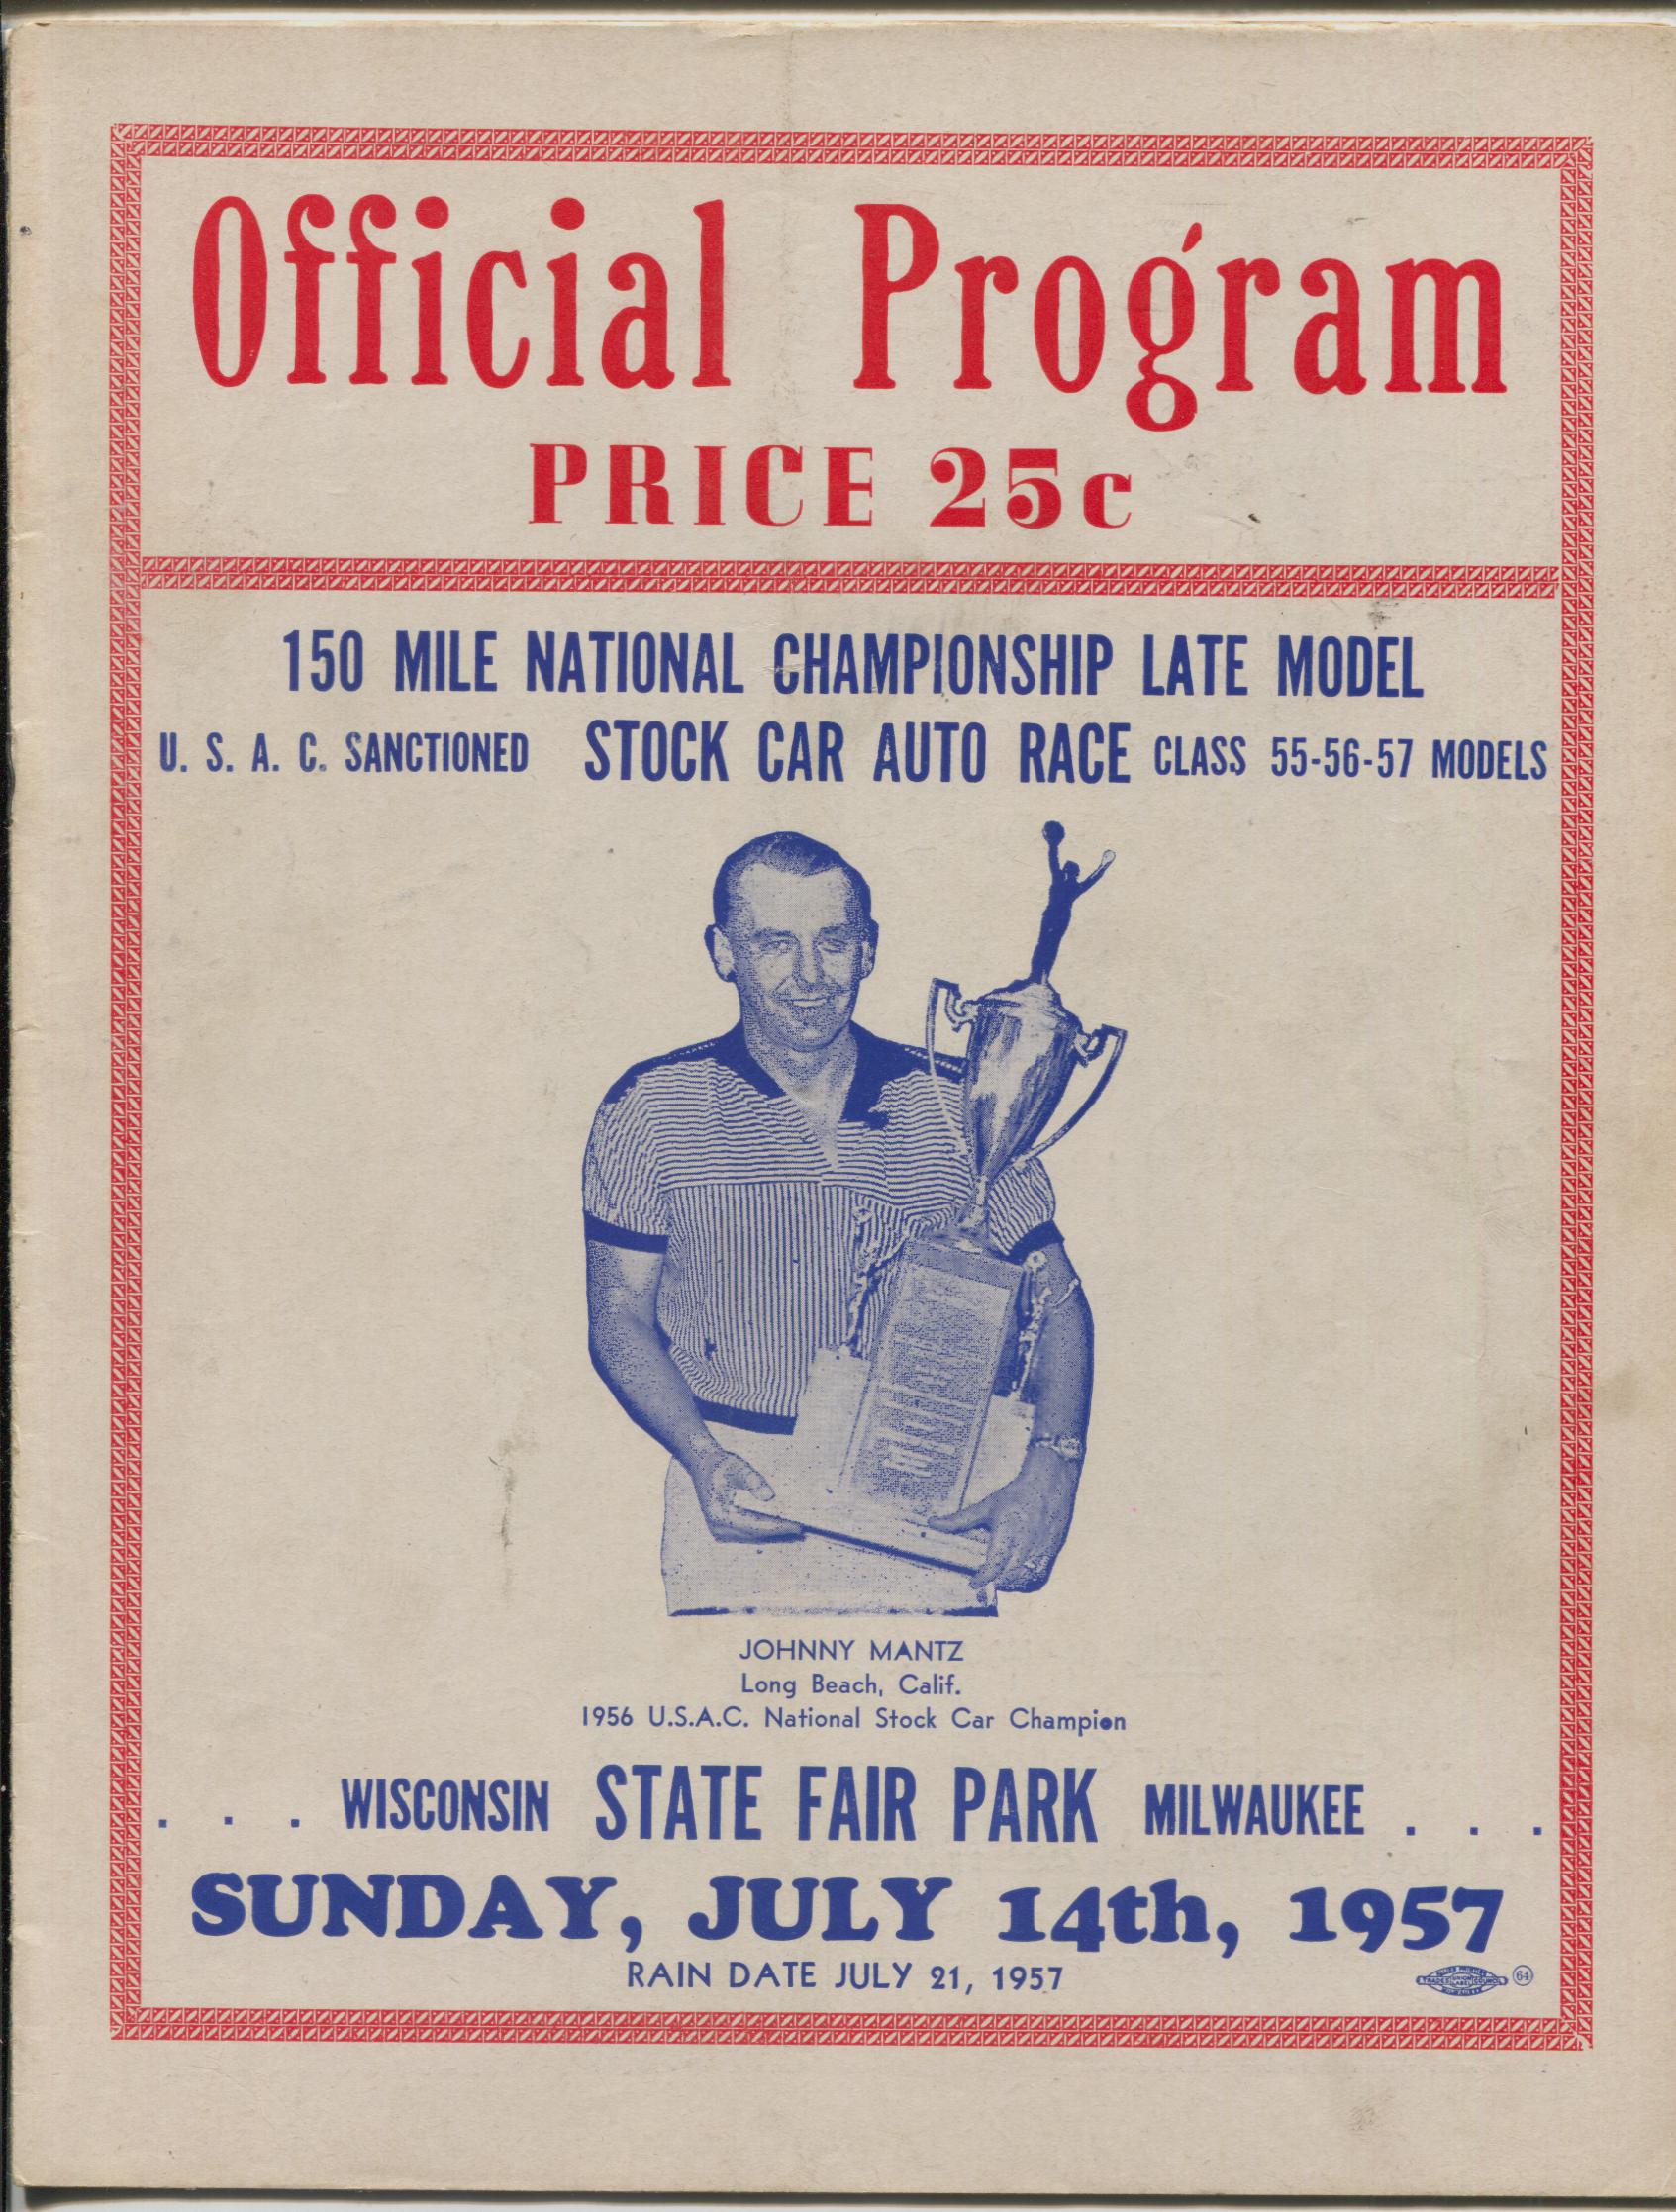 Official Program
PRICE 25c
150 MILE NATIONAL CHAMPIONSHIP LATE MODEL
U. S. A. C. SANCTIONED STOCK CAR AUTO RACE CLASS 55-56-57 MODELS
JOHNNY MANTZ
Long Beach, Calif.
1956 U.S.A.C. National Stock Car Champion
. . . WISCONSIN STATE FAIR PARK MILWAUKEE . . .
SUNDAY, JULY 14th, 1957
RAIN DATE JULY 21, 1957
64